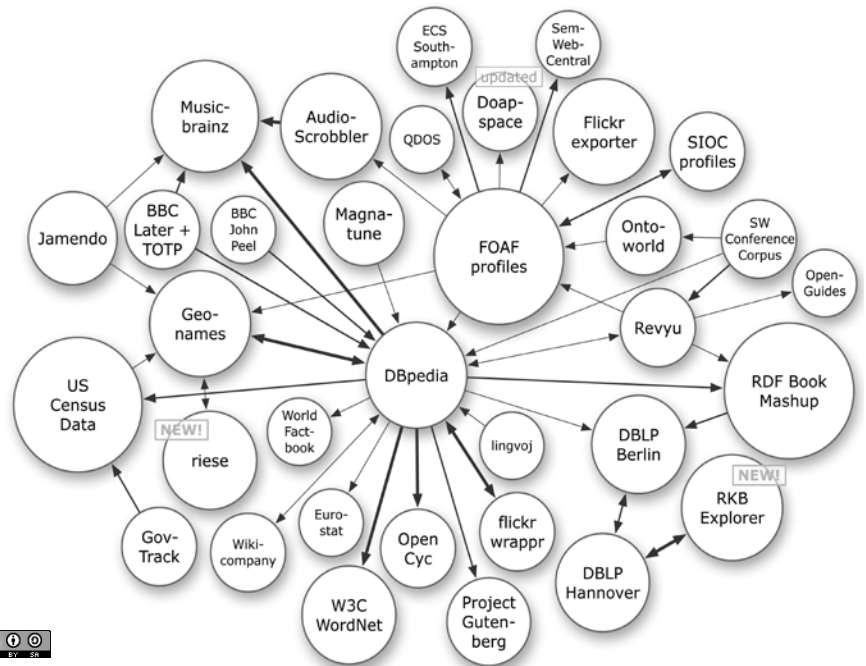 ECS
South-
ampton
Sem-
Web-
Central
updated
Doap-
space
Music-
brainz
Audio-
Scrobbler
QDOS
Flickr
exporter
SIOC
profiles
Jamendo
BBC
Later +
TOTP
BBC
John
Peel
Magna-
tune
FOAF
profiles
Onto-
world
SW
Conference
Corpus
Open-
Guides
Geo-
names
Revyu
DBpedia
US
Census
Data
RDF Book
Mashup
NEW!
riese
World
Fact-
book
lingvoj
DBLP
Berlin
NEW!
RKB
Explorer
Gov-
Track
Wiki-
company
Euro-
stat
Open
Cyc
flickr
wrappr
DBLP
Hannover
W3C
WordNet
Project
Guten-
berg
BY SA